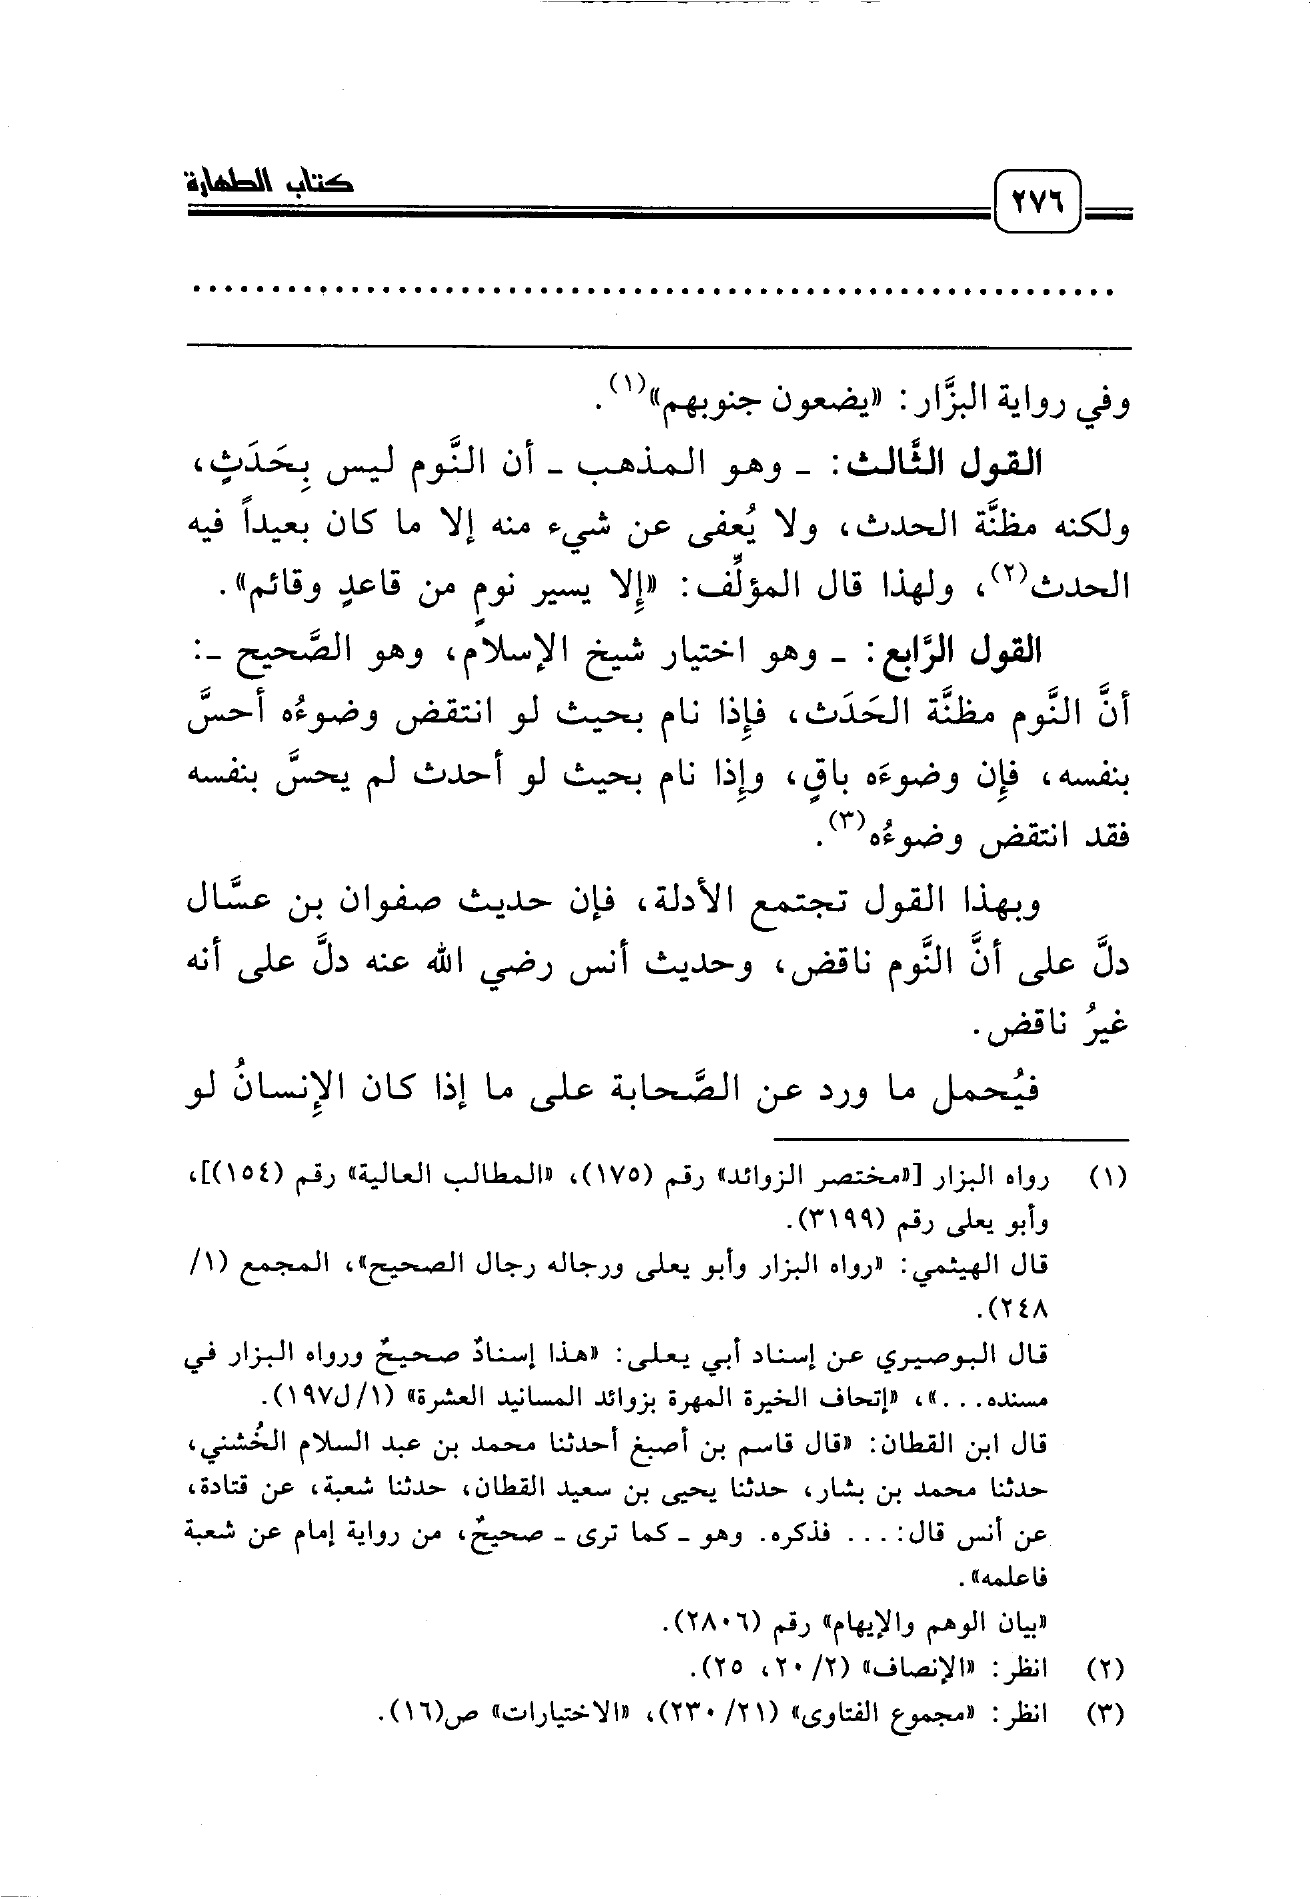 كتاب الطهارة
٢٧٦
وفي رواية البزَّار: «يضعون جنوبهم»(١).
القول الثَّالث: ـ وهو المذهب ـ أن النَّوم ليس بِحَدَثٍ،
ولكنه مظنَّة الحدث، ولا يُعفى عن شيء منه إلا ما كان بعيداً فيه
الحدث(٢)، ولهذا قال المؤلِّف: «إِلا يسير نومٍ من قاعدٍ وقائم».
القول الرَّابع: ـ وهو اختيار شيخ الإسلام، وهو الصَّحيح ـ:
أنَّ النَّوم مظنَّة الحَدَث، فإِذا نام بحيث لو انتقض وضوءُه أحسَّ
بنفسه، فإِن وضوءَه باقٍ، وإِذا نام بحيث لو أحدث لم يحسَّ بنفسه
فقد انتقض وضوءُه(٣).
وبهذا القول تجتمع الأدلة، فإن حديث صفوان بن عسَّال
دلَّ على أنَّ النَّوم ناقض، وحديث أنس رضي الله عنه دلَّ على أنه
غيرُ ناقض.
فيُحمل ما ورد عن الصَّحابة على ما إذا كان الإِنسانُ لو
(١) رواه البزار [«مختصر الزوائد» رقم (١٧٥)، «المطالب العالية» رقم (١٥٤)]،
وأبو يعلى رقم (٣١٩٩).
قال الهيثمي: «رواه البزار وأبو يعلى ورجاله رجال الصحيح»، المجمع (١/
٢٤٨).
قال البوصيري عن إسناد أبي يعلى: «هذا إسنادٌ صحيحٌ ورواه البزار في
مسنده...»، «إتحاف الخيرة المهرة بزوائد المسانيد العشرة» (١/ل١٩٧).
قال ابن القطان: «قال قاسم بن أصبغ أحدثنا محمد بن عبد السلام الخُشني،
حدثنا محمد بن بشار، حدثنا يحيى بن سعيد القطان، حدثنا شعبة، عن قتادة،
عن أنس قال: ... فذكره. وهو ـ كما ترى ـ صحيحٌ، من رواية إمام عن شعبة
فاعلمه».
«بيان الوهم والإيهام» رقم (٢٨٠٦).
(٢) انظر: «الإنصاف» (٢/ ٢٠، ٢٥).
(٣) انظر: «مجموع الفتاوى» (٢١/ ٢٣٠)، «الاختيارات» ص(١٦).